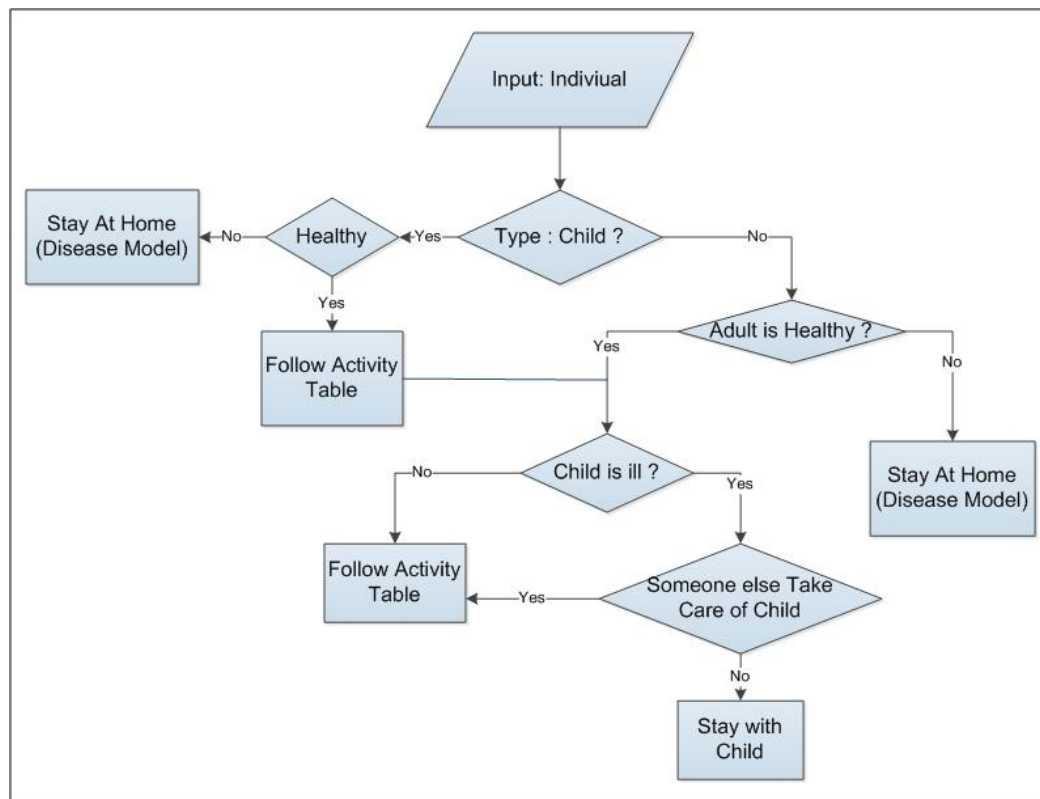 Input: Indiviual
Stay At Home
(Disease Model)
No
Healthy
Yes
Type : Child ?
No
Yes
Adult is Healthy ?
Follow Activity
Table
Yes
No
Child is ill ?
No
Yes
Stay At Home
(Disease Model)
Follow Activity
Table
Yes
Someone else Take
Care of Child
No
Stay with
Child